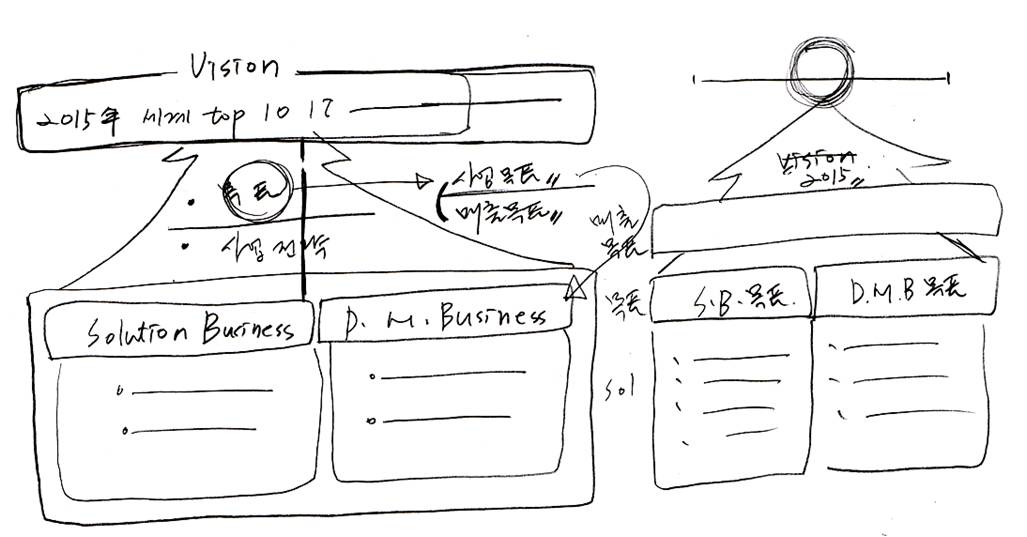 Vision
2015年 세계 top 10 IT
목표
사업목표〃
매출목표〃
사업 전략
매출
목표
Solution Business
D. M. Business
Vision
2015〃
목표
S.B.목표.
D.M.B 목표
Sol